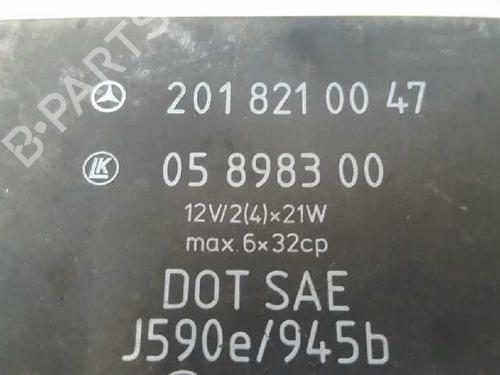 201 821 00 47
LK 05 8983 00
12V/2(4)×21W
max. 6×32cp
DOT SAE
J590e/945b
B-PARTS